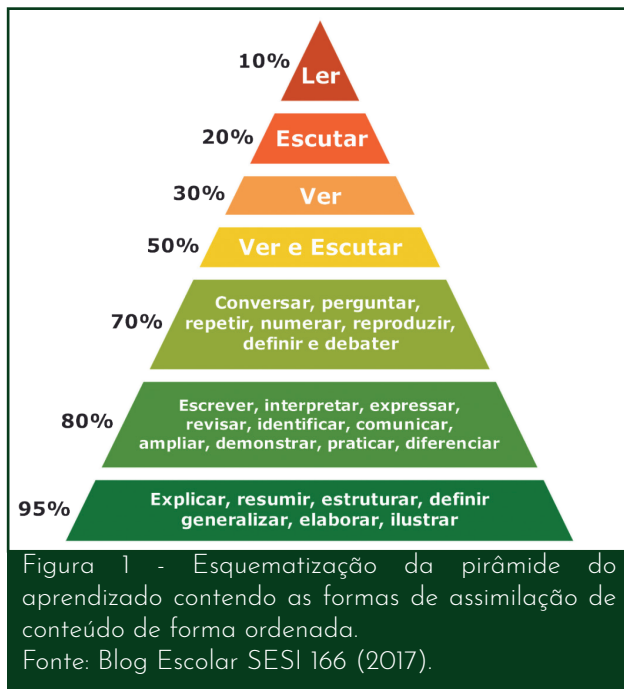 10%
Ler
20%
Escutar
30%
Ver
50%
Ver e Escutar
70%
Conversar, perguntar,
repetir, numerar, reproduzir,
definir e debater
80%
Escrever, interpretar, expressar,
revisar, identificar, comunicar,
ampliar, demonstrar, praticar, diferenciar
95%
Explicar, resumir, estruturar, definir
generalizar, elaborar, ilustrar
Figura 1 - Esquematização da pirâmide do
aprendizado contendo as formas de assimilação de
conteúdo de forma ordenada.
Fonte: Blog Escolar SESI 166 (2017).